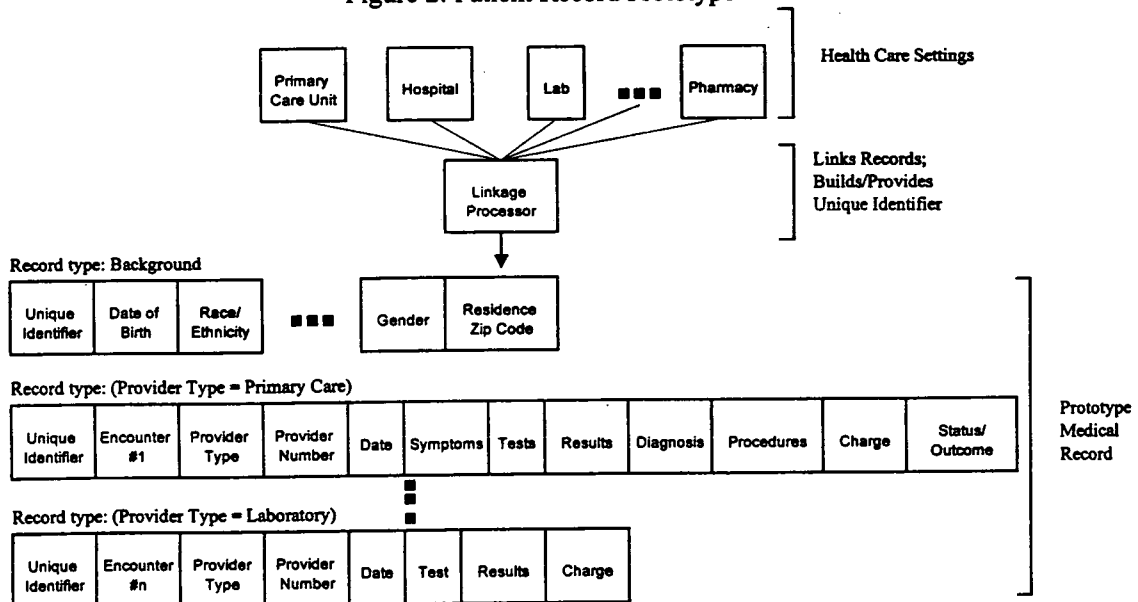 Figure 2. Patient Record Prototype
Health Care Settings
Primary
Care Unit
Hospital
Lab
Pharmacy
Links Records;
Builds/Provides
Unique Identifier
Linkage
Processor
Record type: Background
Unique
Identifier
Date of
Birth
Race/
Ethnicity
Gender
Residence
Zip Code
Record type: (Provider Type = Primary Care)
Unique
Identifier
Encounter
#1
Provider
Type
Provider
Number
Date
Symptoms
Tests
Results
Diagnosis
Procedures
Charge
Status/
Outcome
Prototype
Medical
Record
Record type: (Provider Type = Laboratory)
Unique
Identifier
Encounter
#n
Provider
Type
Provider
Number
Date
Test
Results
Charge